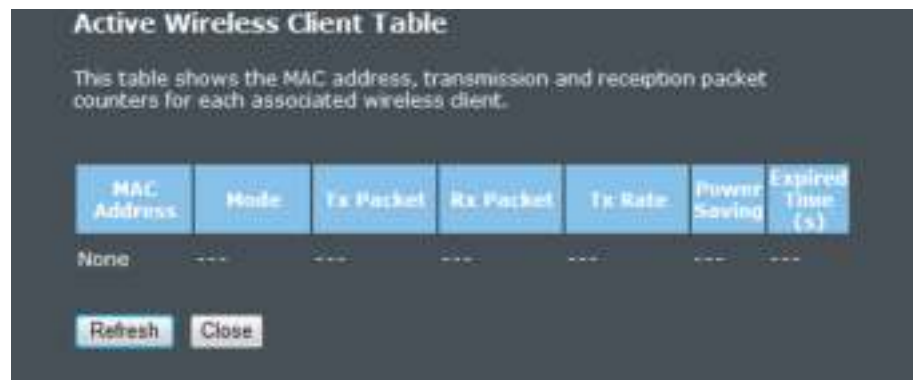 Active Wireless Client Table
This table shows the MAC address, transmission and receiption packet
counters for each associated wireless client.
MAC Address Mode Tx Packet Rx Packet Tx Rate Power Saving Expired Time (s)
None --- --- --- --- --- ---
Refresh Close